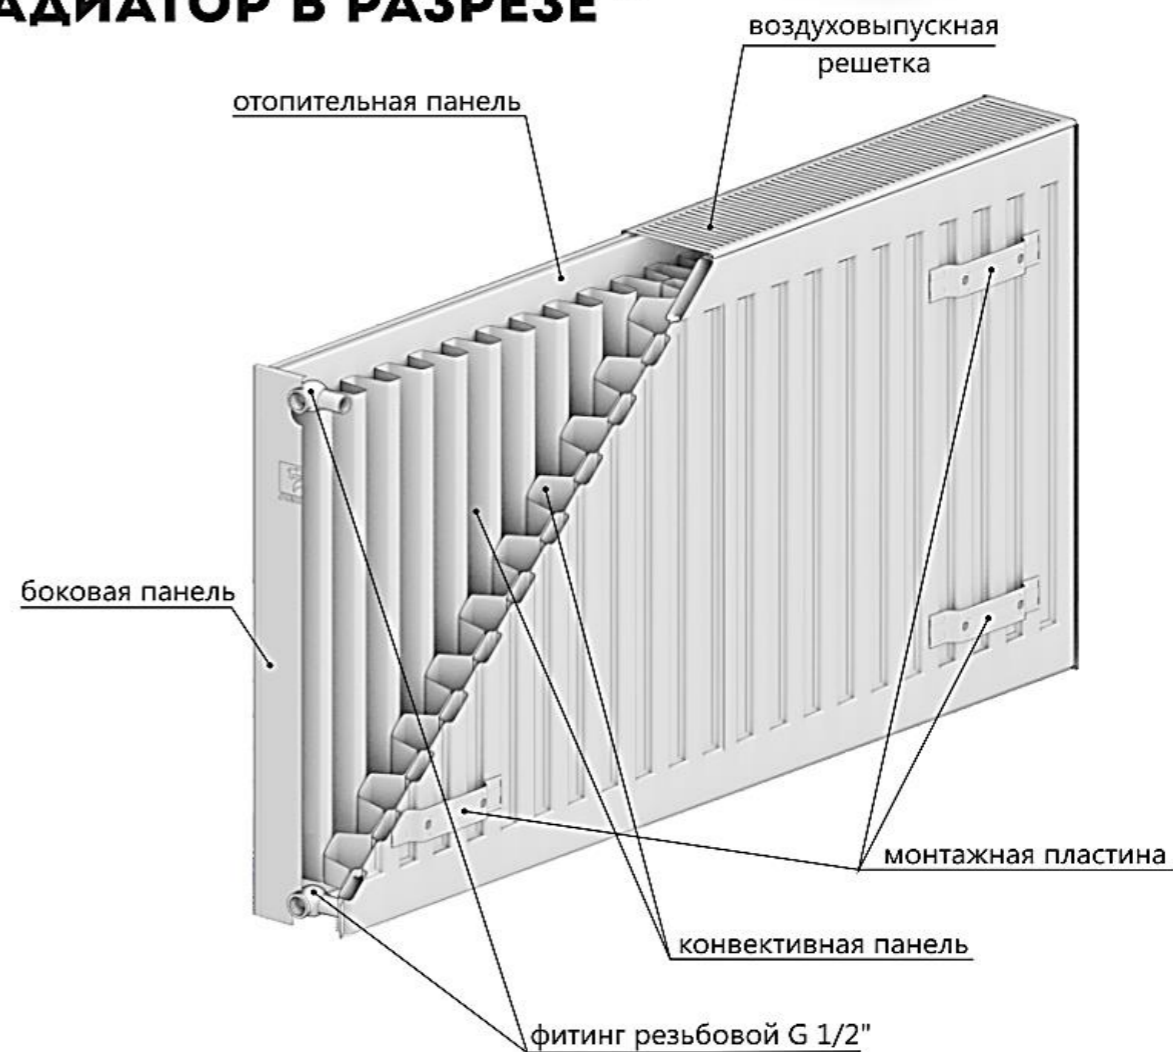 АДИАТОР В РАЗРЕЗЕ
воздуховыпускная
решетка
отопительная панель
боковая панель
монтажная пластина
конвективная панель
фитинг резьбовой G 1/2"